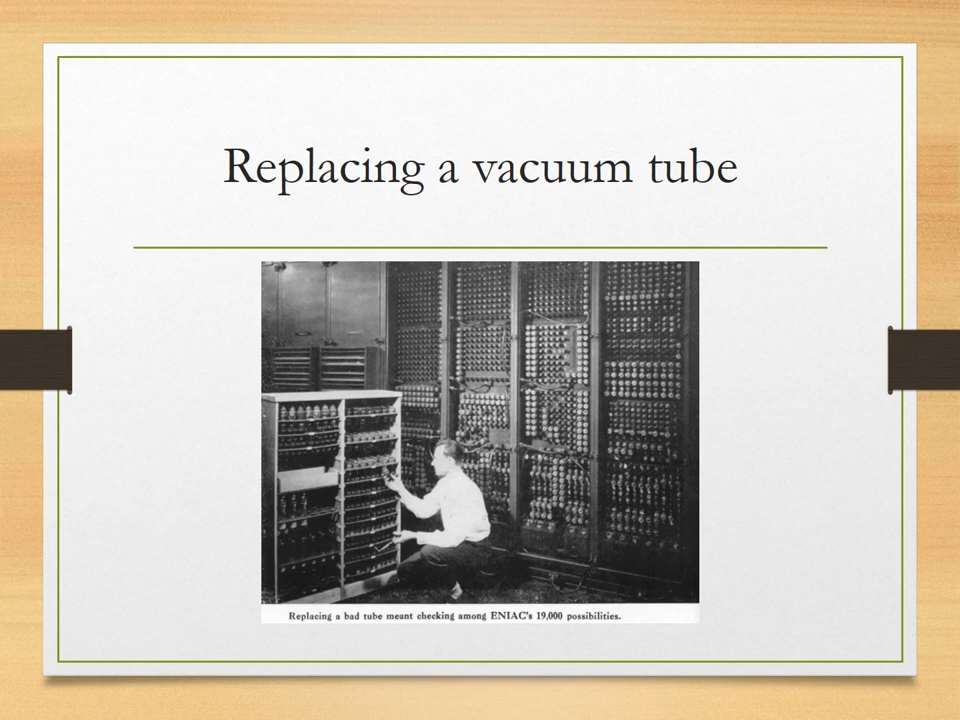 Replacing a vacuum tube
Replacing a bad tube meant checking among ENIAC's 19,000 possibilities.